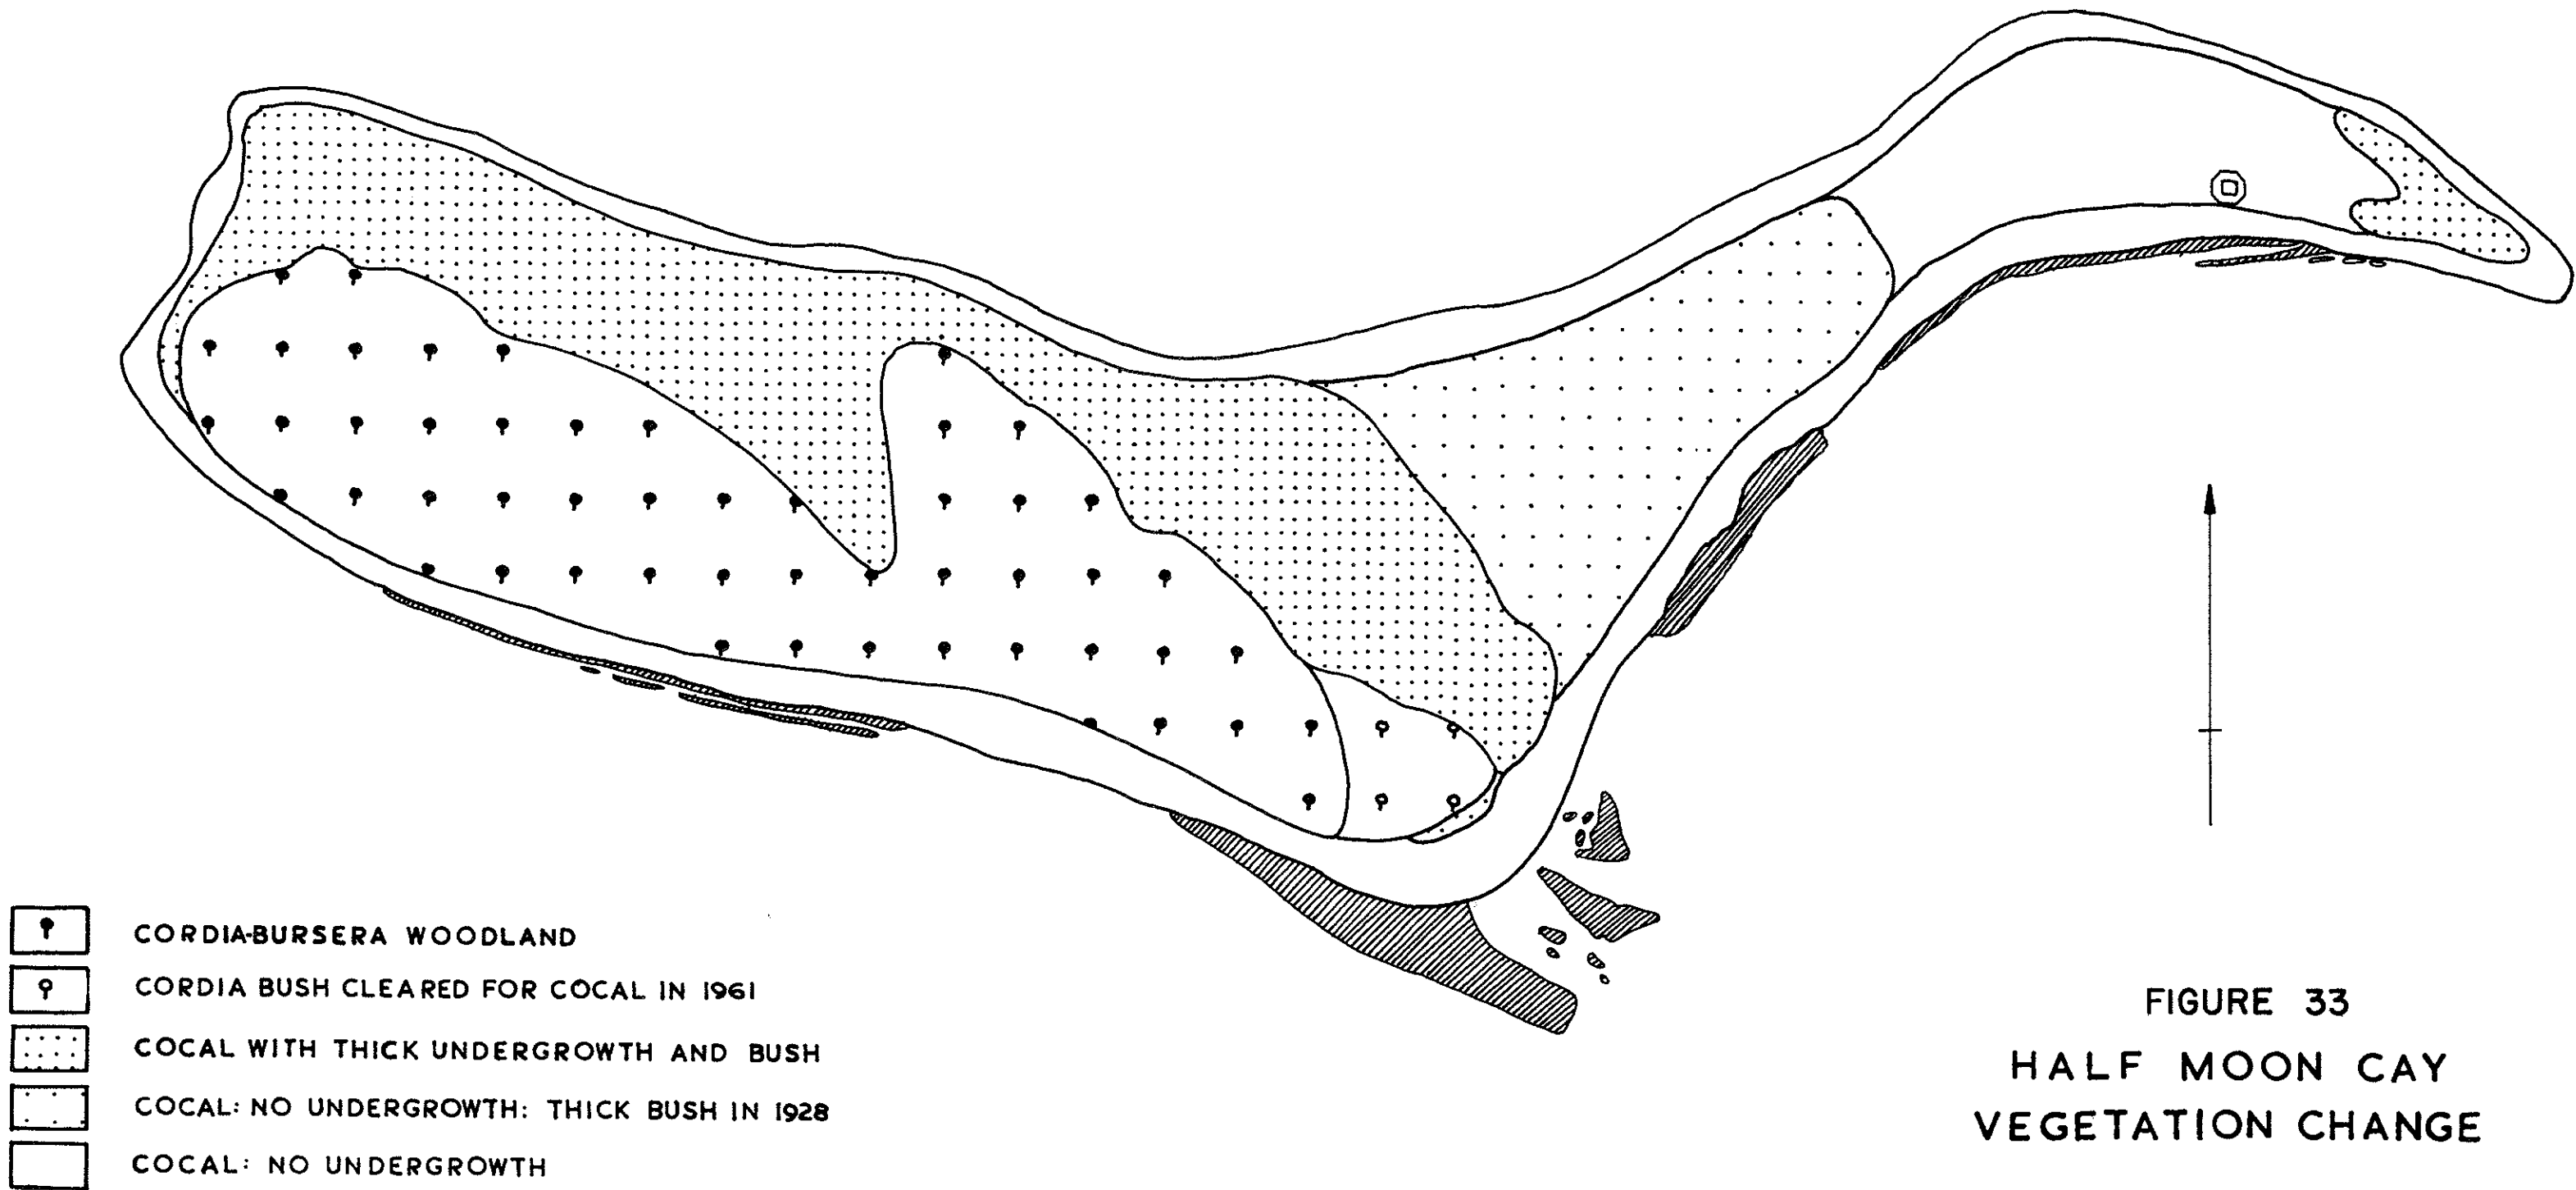 CORDIA-BURSERA WOODLAND
CORDIA BUSH CLEARED FOR COCAL IN 1961
COCAL WITH THICK UNDERGROWTH AND BUSH
COCAL: NO UNDERGROWTH: THICK BUSH IN 1928
COCAL: NO UNDERGROWTH
FIGURE 33
HALF MOON CAY
VEGETATION CHANGE